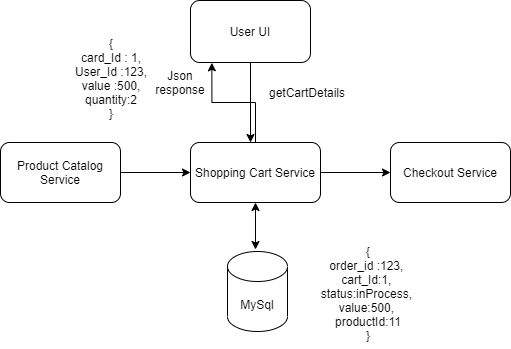 User UI
{
card_Id : 1,
User_Id :123,
value :500,
quantity:2
}
Json
response
getCartDetails
Product Catalog
Service
Shopping Cart Service
Checkout Service
MySql
{
order_id :123,
cart_Id:1,
status:inProcess,
value:500,
productId:11
}